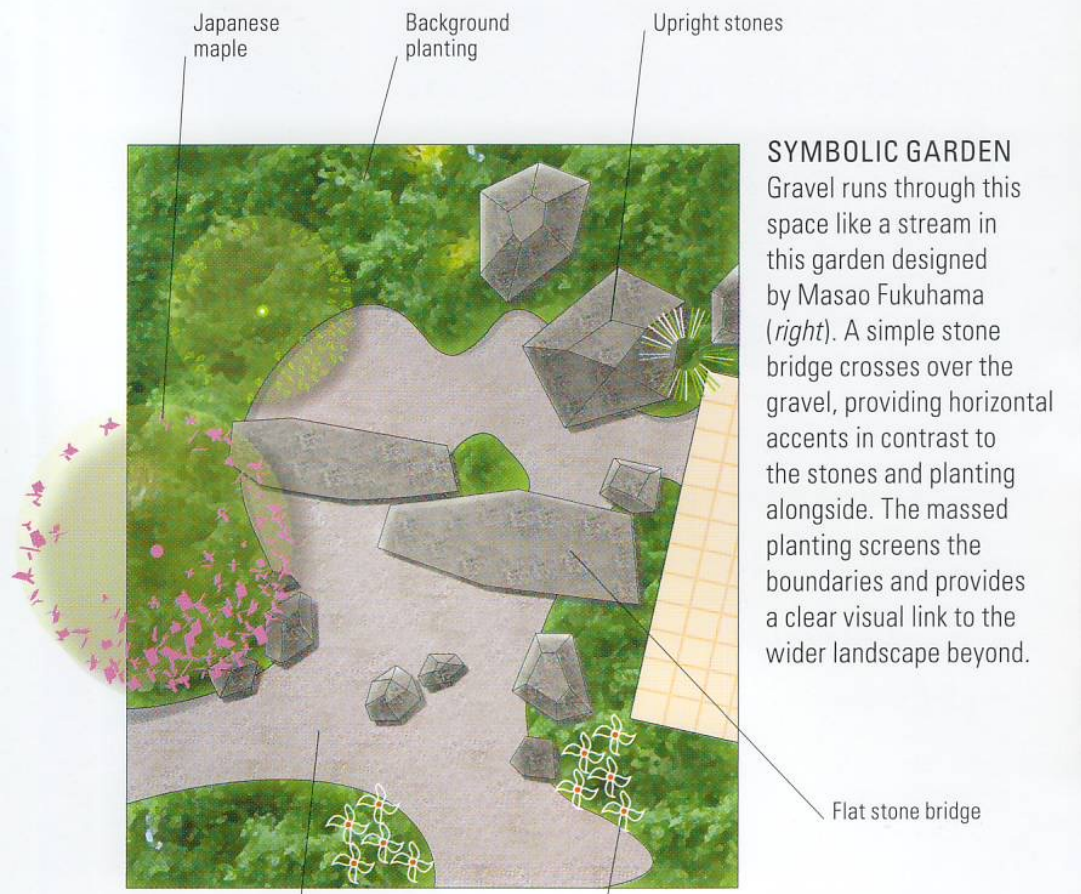 Japanese
maple
Background
planting
Upright stones
SYMBOLIC GARDEN
Gravel runs through this
space like a stream in
this garden designed
by Masao Fukuhama
(right). A simple stone
bridge crosses over the
gravel, providing horizontal
accents in contrast to
the stones and planting
alongside. The massed
planting screens the
boundaries and provides
a clear visual link to the
wider landscape beyond.
Flat stone bridge